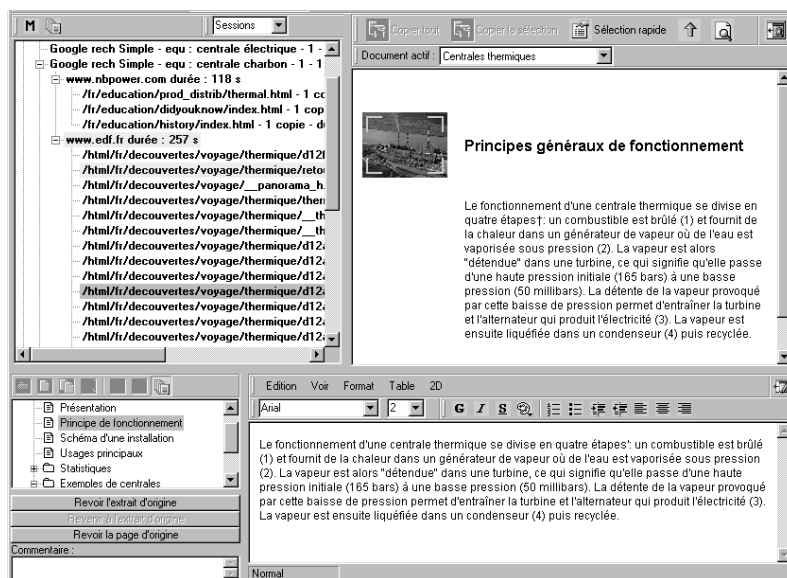 M
Sessions
Google rech Simple - equ : centrale électrique - 1 -
Google rech Simple - equ : centrale charbon - 1 - 1
www.nbpower.com durée : 118 s
/fr/education/prod_distrib/thermal.html - 1 co
/fr/education/didyouknow/index.html - 1 cop
/fr/education/history/index.html - 1 copie - d
www.edf.fr durée : 257 s
/html/fr/decouvertes/voyage/thermique/d12f
/html/fr/decouvertes/voyage/thermique/retou
/html/fr/decouvertes/voyage/__panorama_h
/html/fr/decouvertes/voyage/thermique/ther
/html/fr/decouvertes/voyage/thermique/__th
/html/fr/decouvertes/voyage/thermique/__th
/html/fr/decouvertes/voyage/thermique/d12a
/html/fr/decouvertes/voyage/thermique/d12a
/html/fr/decouvertes/voyage/thermique/d12a
/html/fr/decouvertes/voyage/thermique/d12a
/html/fr/decouvertes/voyage/thermique/d12a
/html/fr/decouvertes/voyage/thermique/d12a
/html/fr/decouvertes/voyage/thermique/d12a
Copier tout Copier la sélection Sélection rapide
Document actif : Centrales thermiques
Principes généraux de fonctionnement
Le fonctionnement d'une centrale thermique se divise en
quatre étapes†: un combustible est brûlé (1) et fournit de
la chaleur dans un générateur de vapeur où de l'eau est
vaporisée sous pression (2). La vapeur est alors
"détendue" dans une turbine, ce qui signifie qu'elle passe
d'une haute pression initiale (165 bars) à une basse
pression (50 millibars). La détente de la vapeur provoqué
par cette baisse de pression permet d'entraîner la turbine
et l'alternateur qui produit l'électricité (3). La vapeur est
ensuite liquéfiée dans un condenseur (4) puis recyclée.
Présentation
Principe de fonctionnement
Schéma d'une installation
Usages principaux
Statistiques
Exemples de centrales
Revoir l'extrait d'origine
Revenir à l'extrait d'origine
Revoir la page d'origine
Commentaire :
Edition Voir Format Table 2D
Arial 2 G I S
Le fonctionnement d'une centrale thermique se divise en quatre étapes': un combustible est brûlé
(1) et fournit de la chaleur dans un générateur de vapeur où de l'eau est vaporisée sous pression
(2). La vapeur est alors "détendue" dans une turbine, ce qui signifie qu'elle passe d'une haute
pression initiale (165 bars) à une basse pression (50 millibars). La détente de la vapeur provoqué
par cette baisse de pression permet d'entraîner la turbine et l'alternateur qui produit l'électricité (3).
La vapeur est ensuite liquéfiée dans un condenseur (4) puis recyclée.
Normal